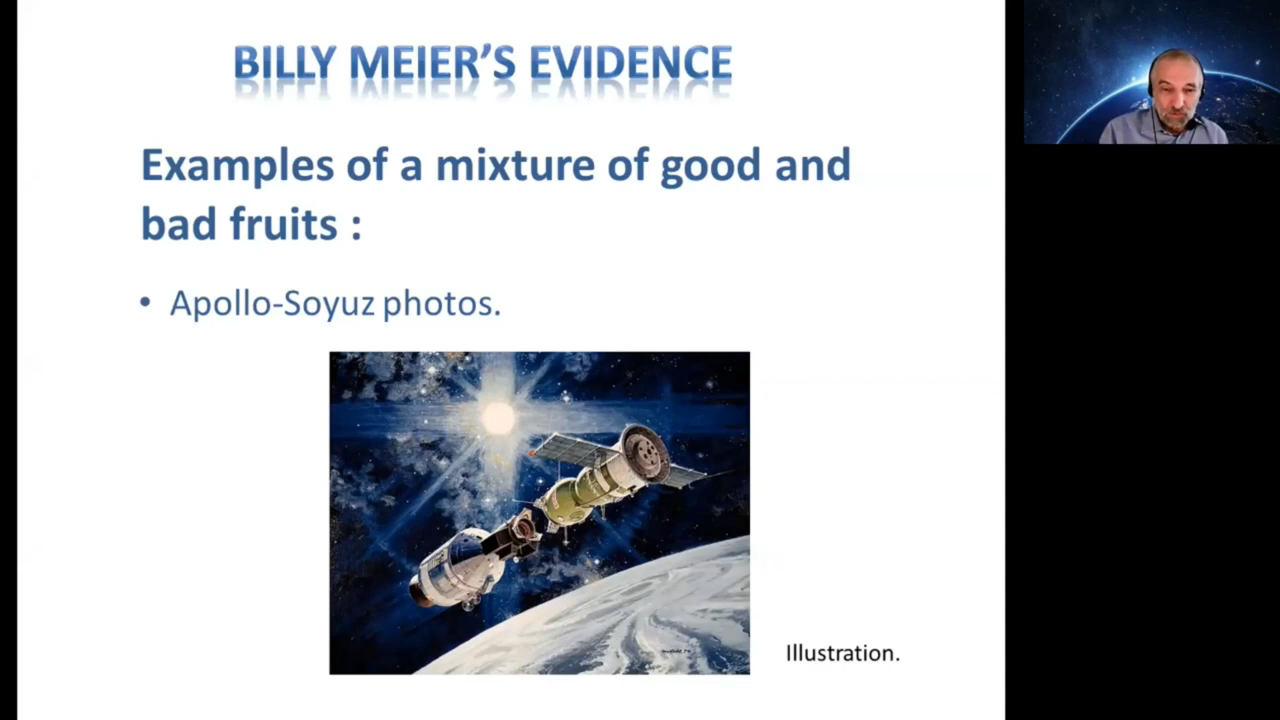 BILLY MEIER'S EVIDENCE
Examples of a mixture of good and
bad fruits :
• Apollo-Soyuz photos.
Illustration.